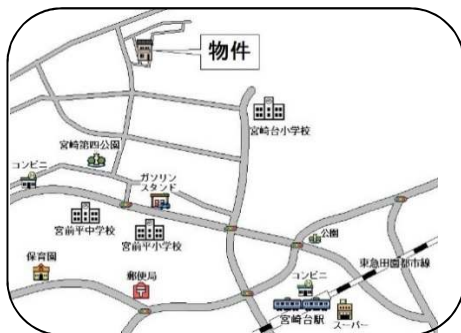 物件
宮崎台小学校
宮崎第四公園
コンビニ
ガソリン
スタンド
宮前平中学校
宮前平小学校
公園
保育園
郵便局
東急田園都市線
コンビニ
宮崎台駅
スーパー